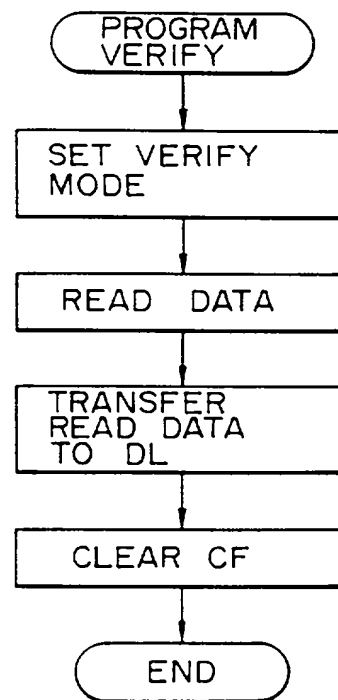 PROGRAM
VERIFY
SET VERIFY
MODE
READ DATA
TRANSFER
READ DATA
TO DL
CLEAR CF
END